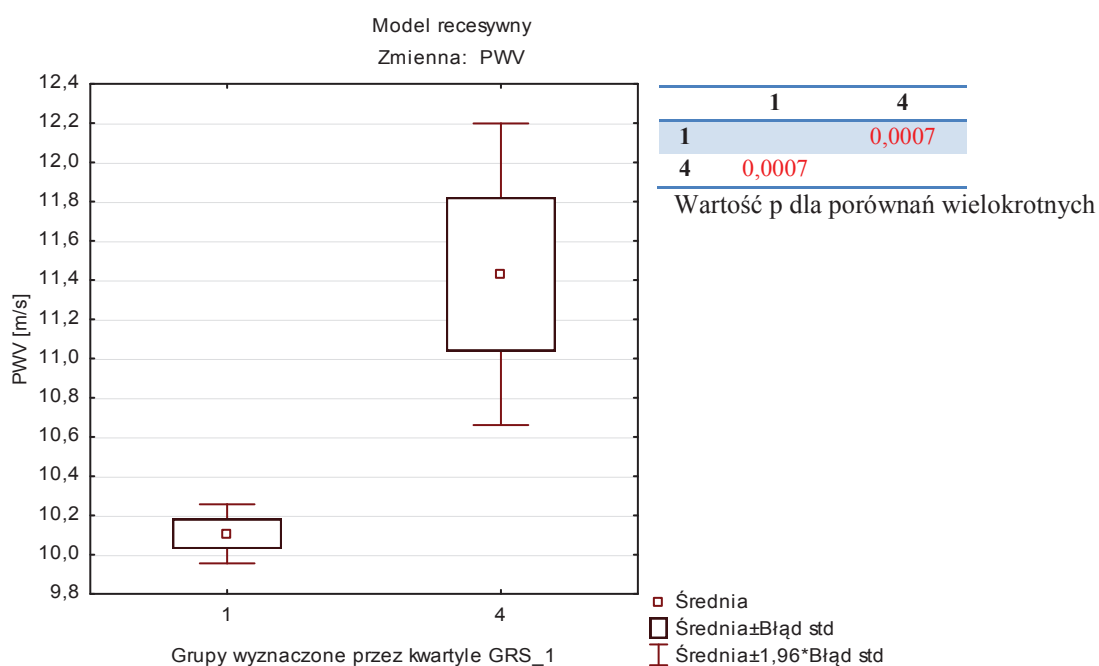 Model recesywny
Zmienna: PWV
12,4
12,2
12,0
11,8
11,6
11,4
11,2
11,0
10,8
10,6
10,4
10,2
10,0
9,8
PWV [m/s]
1 4
Grupy wyznaczone przez kwartyle GRS_1
Średnia
Średnia±Błąd std
Średnia±1,96*Błąd std
1 4
1 0,0007
4 0,0007
Wartość p dla porównań wielokrotnych